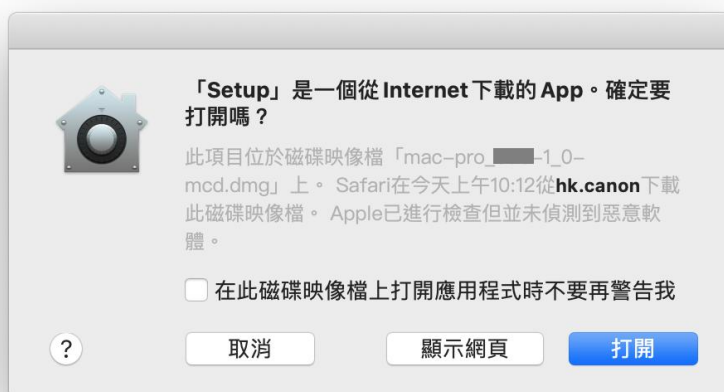 「Setup」是一個從 Internet 下載的 App。確定要
打開嗎？
此項目位於磁碟映像檔「mac-pro_-1_0-
mcd.dmg」上。 Safari在今天上午10:12從hk.canon下載
此磁碟映像檔。 Apple已進行檢查但並未偵測到惡意軟
體。
在此磁碟映像檔上打開應用程式時不要再警告我
?
取消
顯示網頁
打開